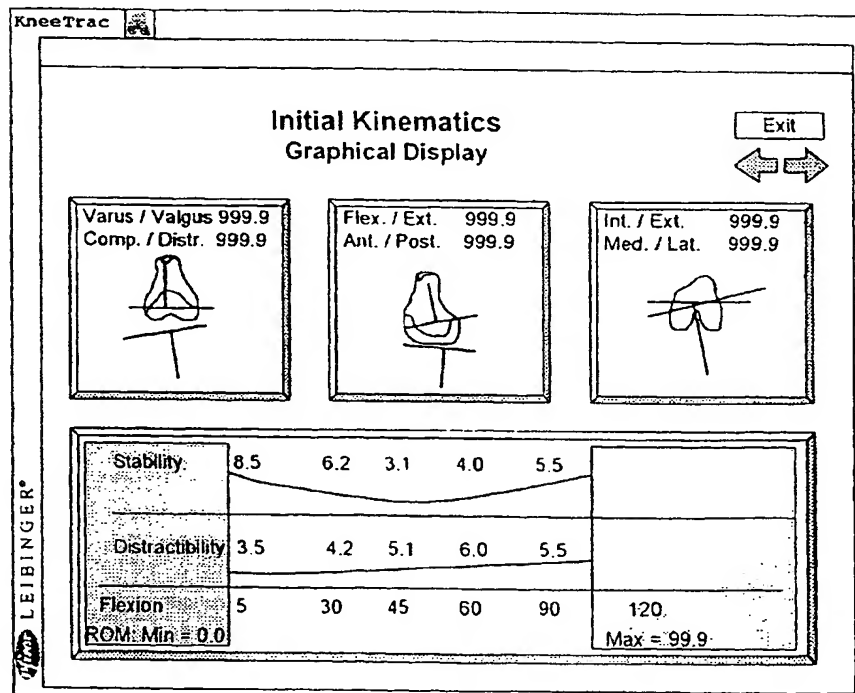 KneeTrac
Initial Kinematics
Graphical Display
Exit
Varus / Valgus 999.9
Comp. / Distr. 999.9
Flex. / Ext. 999.9
Ant. / Post. 999.9
Int. / Ext. 999.9
Med. / Lat. 999.9
Stability. 8.5 6.2 3.1 4.0 5.5
Distractibility 3.5 4.2 5.1 6.0 5.5
Flexion 5 30 45 60 90 120.
ROM: Min = 0.0 Max = 99.9
LEIBINGER®